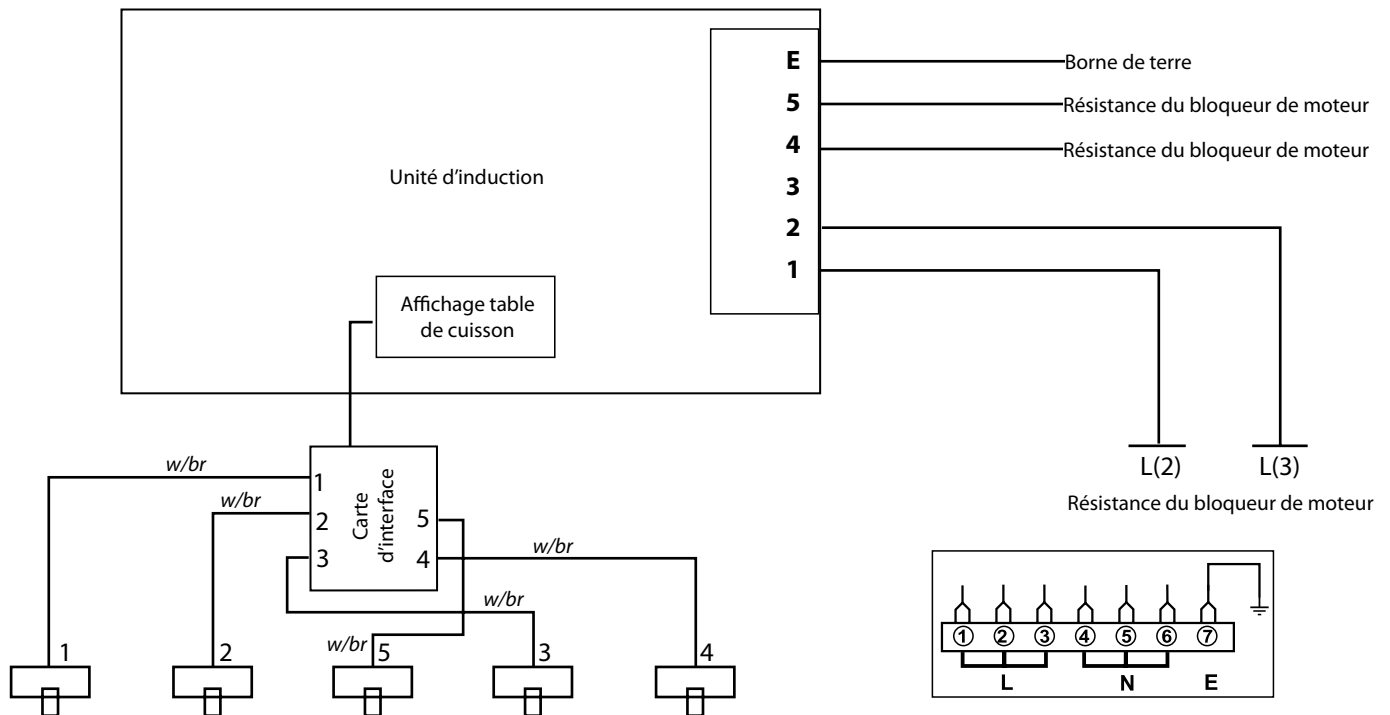 E
Borne de terre
5
Résistance du bloqueur de moteur
4
Résistance du bloqueur de moteur
3
2
1
Unité d'induction
Affichage table
de cuisson
L(2)
L(3)
Résistance du bloqueur de moteur
w/br
1
w/br
2
3
Carte
d'interface
5
4
w/br
w/br
w/br
1
2
5
3
4
1
2
3
4
5
6
7
L
N
E